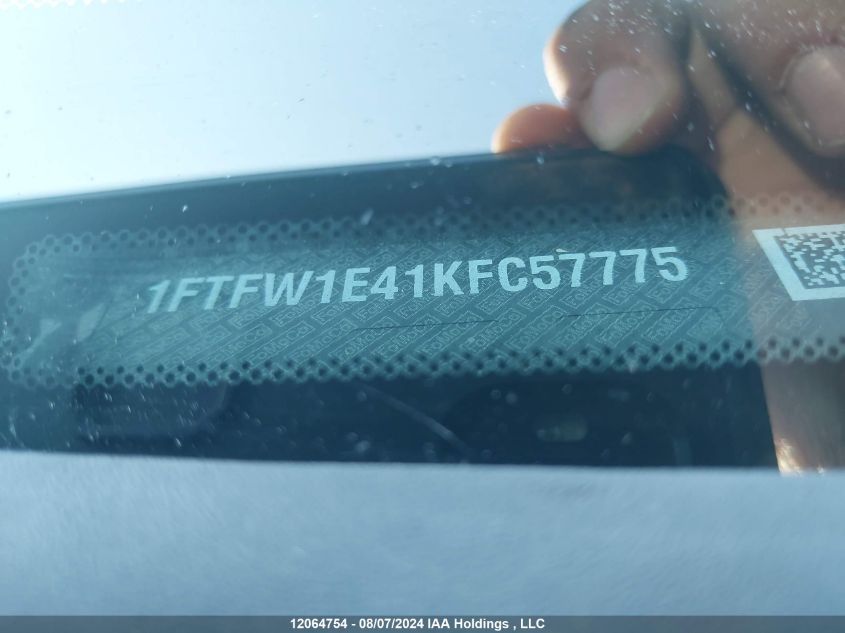 1FTFW1E41KFC57775
12064754 - 08/07/2024 IAA Holdings , LLC